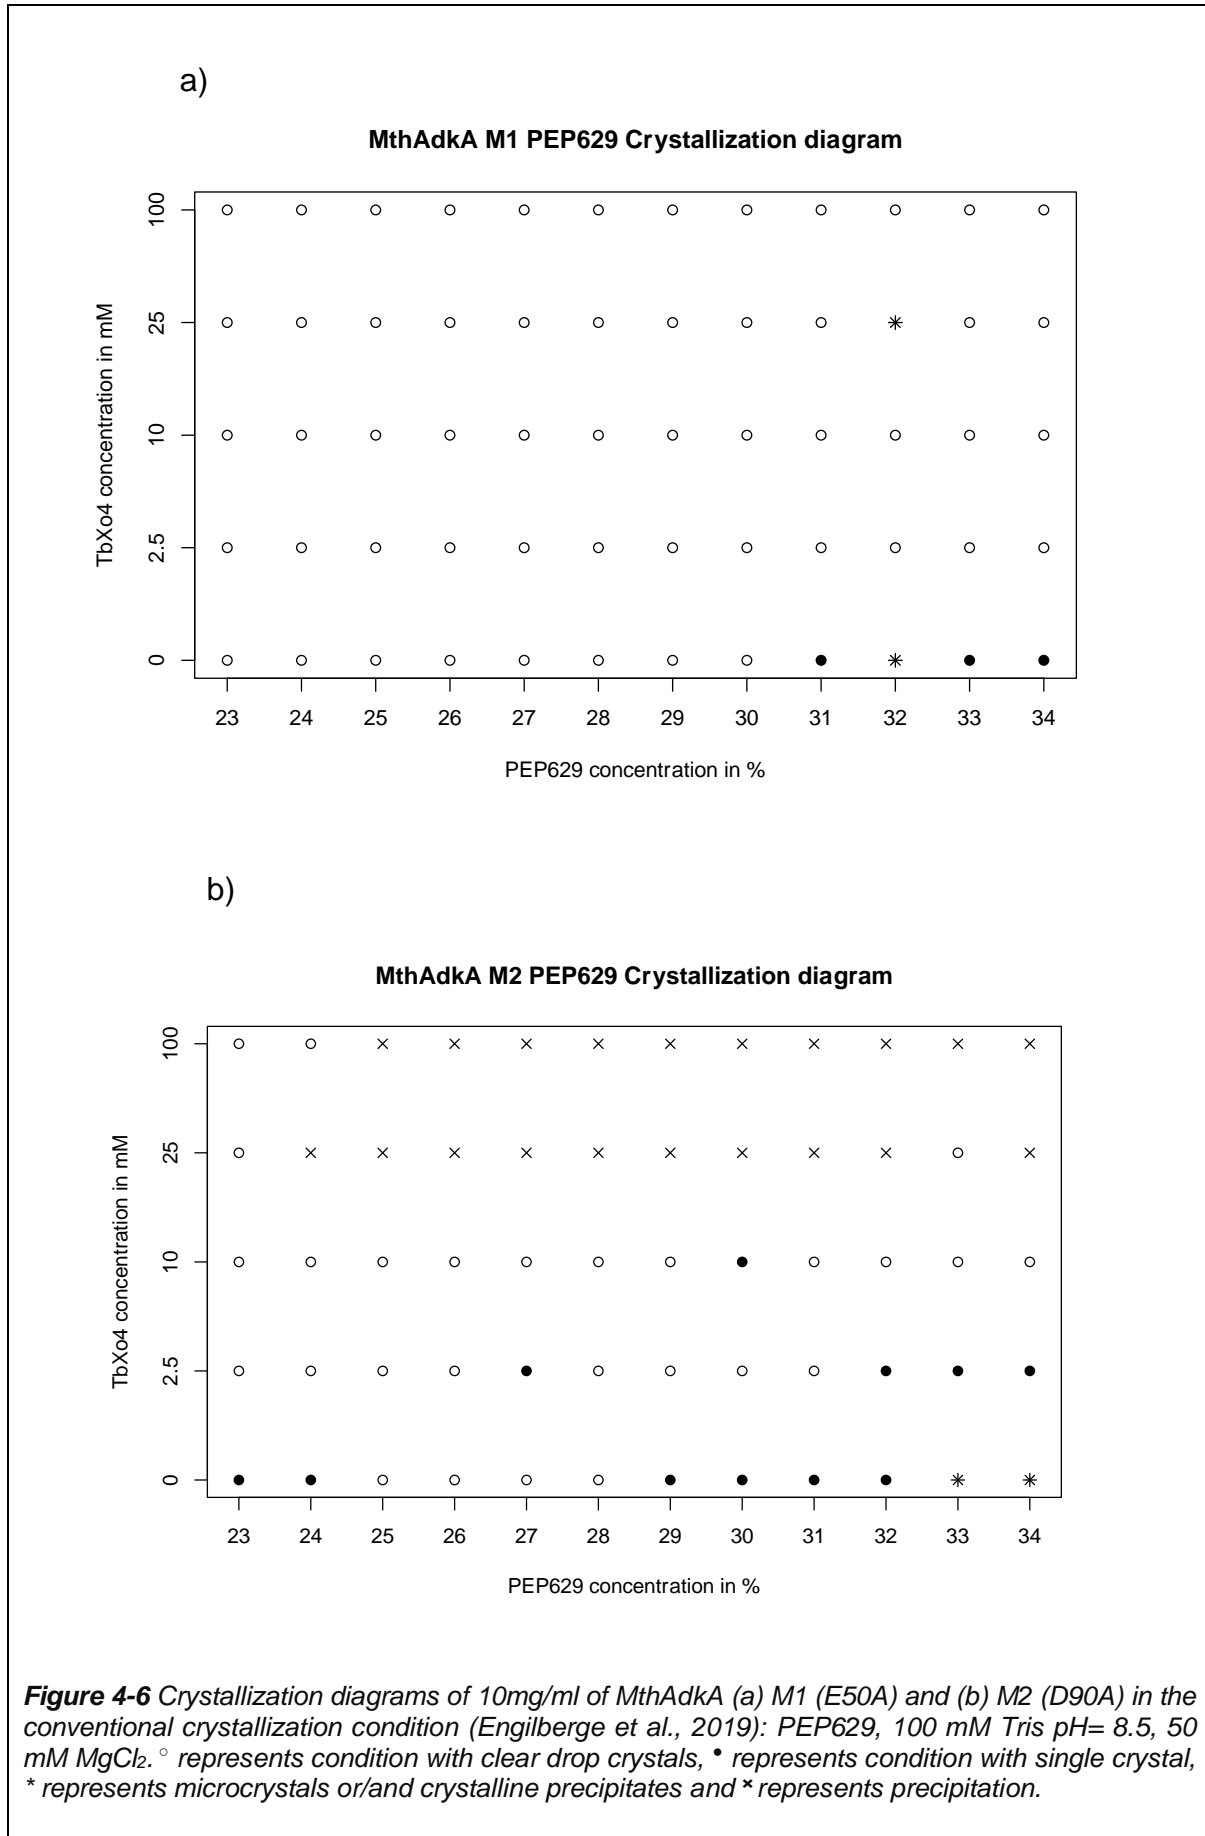 a)
MthAdkA M1 PEP629 Crystallization diagram
TbXo4 concentration in mM
100
25
10
2.5
0
23 24 25 26 27 28 29 30 31 32 33 34
PEP629 concentration in %
b)
MthAdkA M2 PEP629 Crystallization diagram
TbXo4 concentration in mM
100
25
10
2.5
0
23 24 25 26 27 28 29 30 31 32 33 34
PEP629 concentration in %
Figure 4-6 Crystallization diagrams of 10mg/ml of MthAdkA (a) M1 (E50A) and (b) M2 (D90A) in the
conventional crystallization condition (Engilberge et al., 2019): PEP629, 100 mM Tris pH= 8.5, 50
mM MgCl₂. ° represents condition with clear drop crystals, • represents condition with single crystal,
* represents microcrystals or/and crystalline precipitates and × represents precipitation.